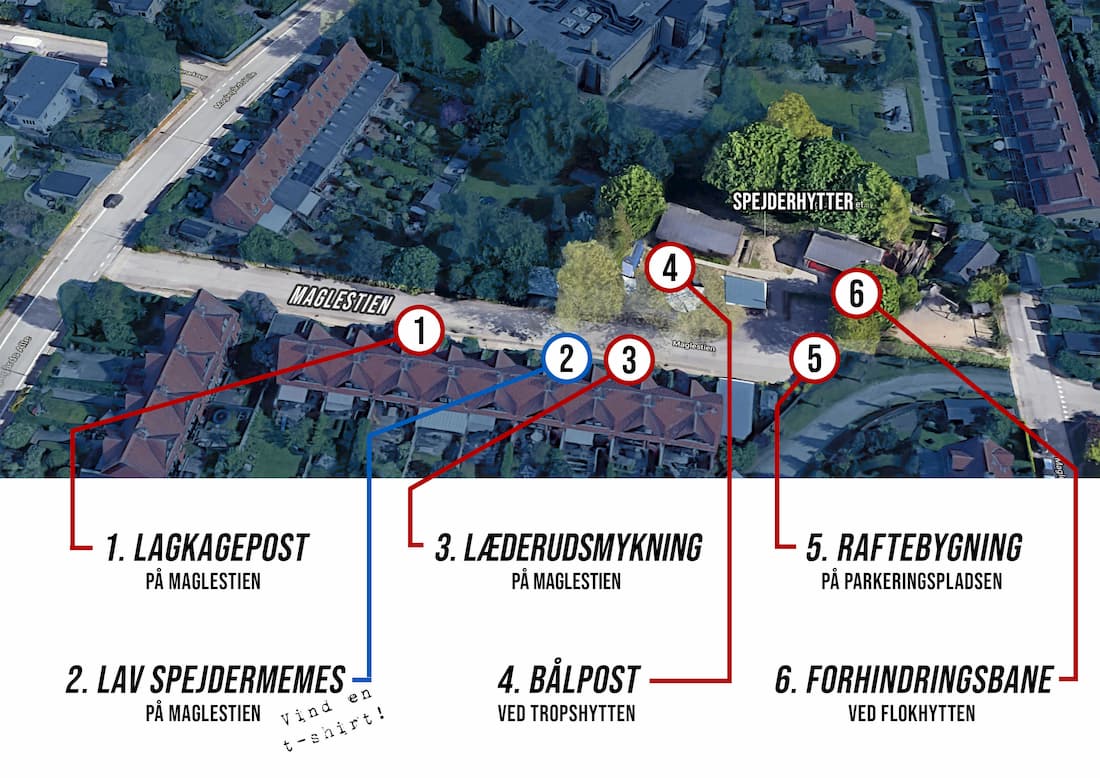 SPEJDERHYTTER
MAGLESTIEN
1
2
3
4
5
6
Maglestien
1. LAGKAGEPOST
PÅ MAGLESTIEN
3. LÆDERUDSMYKNING
PÅ MAGLESTIEN
5. RAFTEBYGNING
PÅ PARKERINGSPLADSEN
2. LAV SPEJDERMEMES
PÅ MAGLESTIEN
Vind en
t-shirt!
4. BÅLPOST
VED TROPSHYTTEN
6. FORHINDRINGSBANE
VED FLOKHYTTEN